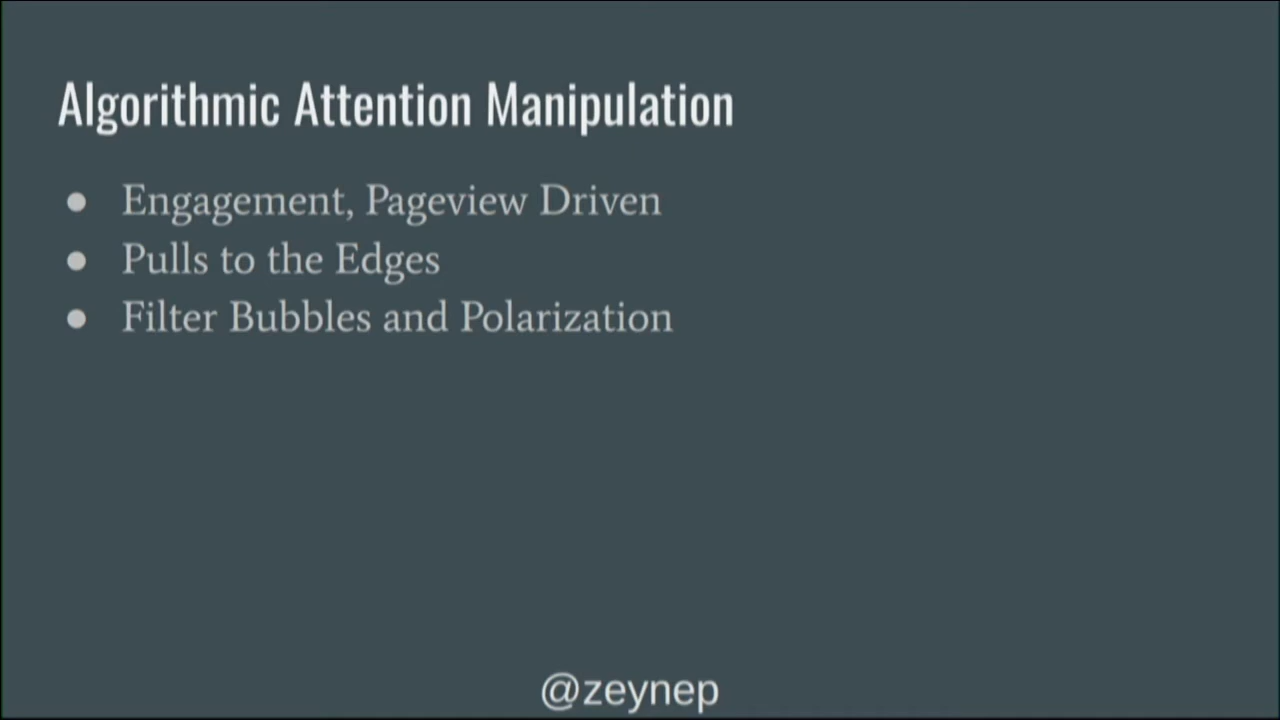 Algorithmic Attention Manipulation
● Engagement, Pageview Driven
● Pulls to the Edges
● Filter Bubbles and Polarization
@zeynep